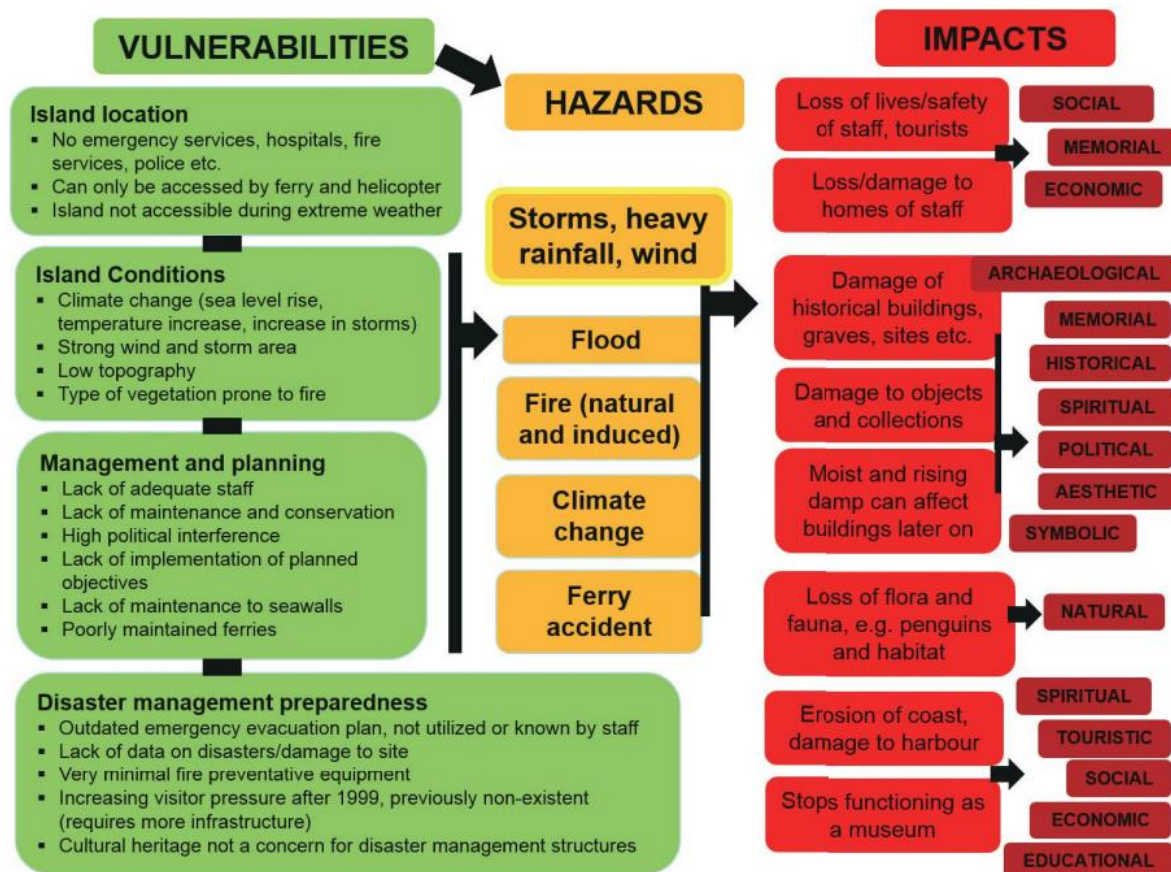 VULNERABILITIES
Island location
▪ No emergency services, hospitals, fire
services, police etc.
▪ Can only be accessed by ferry and helicopter
▪ Island not accessible during extreme weather
Island Conditions
▪ Climate change (sea level rise,
temperature increase, increase in storms)
▪ Strong wind and storm area
▪ Low topography
▪ Type of vegetation prone to fire
Management and planning
▪ Lack of adequate staff
▪ Lack of maintenance and conservation
▪ High political interference
▪ Lack of implementation of planned
objectives
▪ Lack of maintenance to seawalls
▪ Poorly maintained ferries
Disaster management preparedness
▪ Outdated emergency evacuation plan, not utilized or known by staff
▪ Lack of data on disasters/damage to site
▪ Very minimal fire preventative equipment
▪ Increasing visitor pressure after 1999, previously non-existent
(requires more infrastructure)
▪ Cultural heritage not a concern for disaster management structures
HAZARDS
Storms, heavy
rainfall, wind
Flood
Fire (natural
and induced)
Climate
change
Ferry
accident
IMPACTS
Loss of lives/safety
of staff, tourists
Loss/damage to
homes of staff
SOCIAL
MEMORIAL
ECONOMIC
Damage of
historical buildings,
graves, sites etc.
Damage to objects
and collections
Moist and rising
damp can affect
buildings later on
ARCHAEOLOGICAL
MEMORIAL
HISTORICAL
SPIRITUAL
POLITICAL
AESTHETIC
SYMBOLIC
Loss of flora and
fauna, e.g. penguins
and habitat
NATURAL
Erosion of coast,
damage to harbour
Stops functioning as
a museum
SPIRITUAL
TOURISTIC
SOCIAL
ECONOMIC
EDUCATIONAL